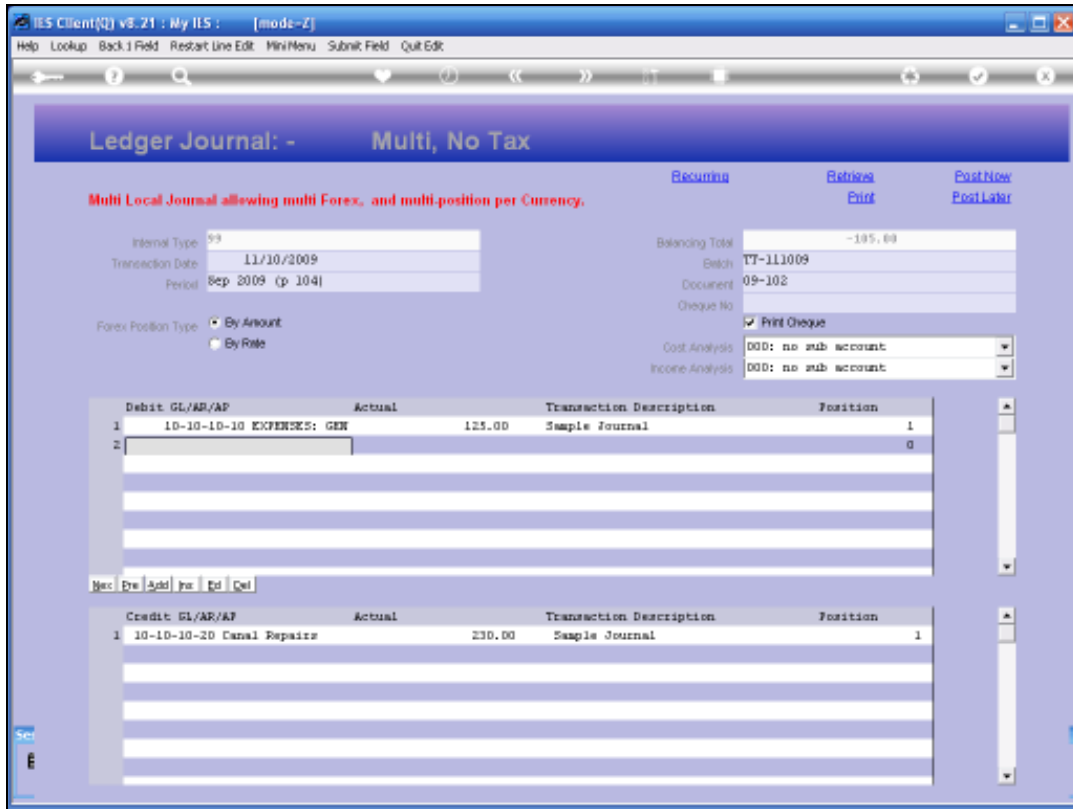 IES Client(Q) v8.21 : My IES : [mode-Z]
Help Lookup Back 1 Field Restart Line Edit Mini Menu Submit Field Quit Edit
Ledger Journal: - Multi, No Tax
Recurring Retrieve Post Now
Multi Local Journal allowing multi Forex, and multi-position per Currency. Print Post Later
Internal Type 99 Balancing Total -105.00
Transaction Date 11/10/2009 Batch TT-111009
Period Sep 2009 (p 104) Document 09-102
Cheque No
Forex Position Type By Amount Print Cheque
By Rate Cost Analysis 000: no sub account
Income Analysis 000: no sub account
Debit GL/AR/AP Actual Transaction Description Position
1 10-10-10-10 EXPENSES: GEN 125.00 Sample Journal 1
2 0
Nex Pre Add Ins Ed Del
Credit GL/AR/AP Actual Transaction Description Position
1 10-10-10-20 Canal Repairs 230.00 Sample Journal 1